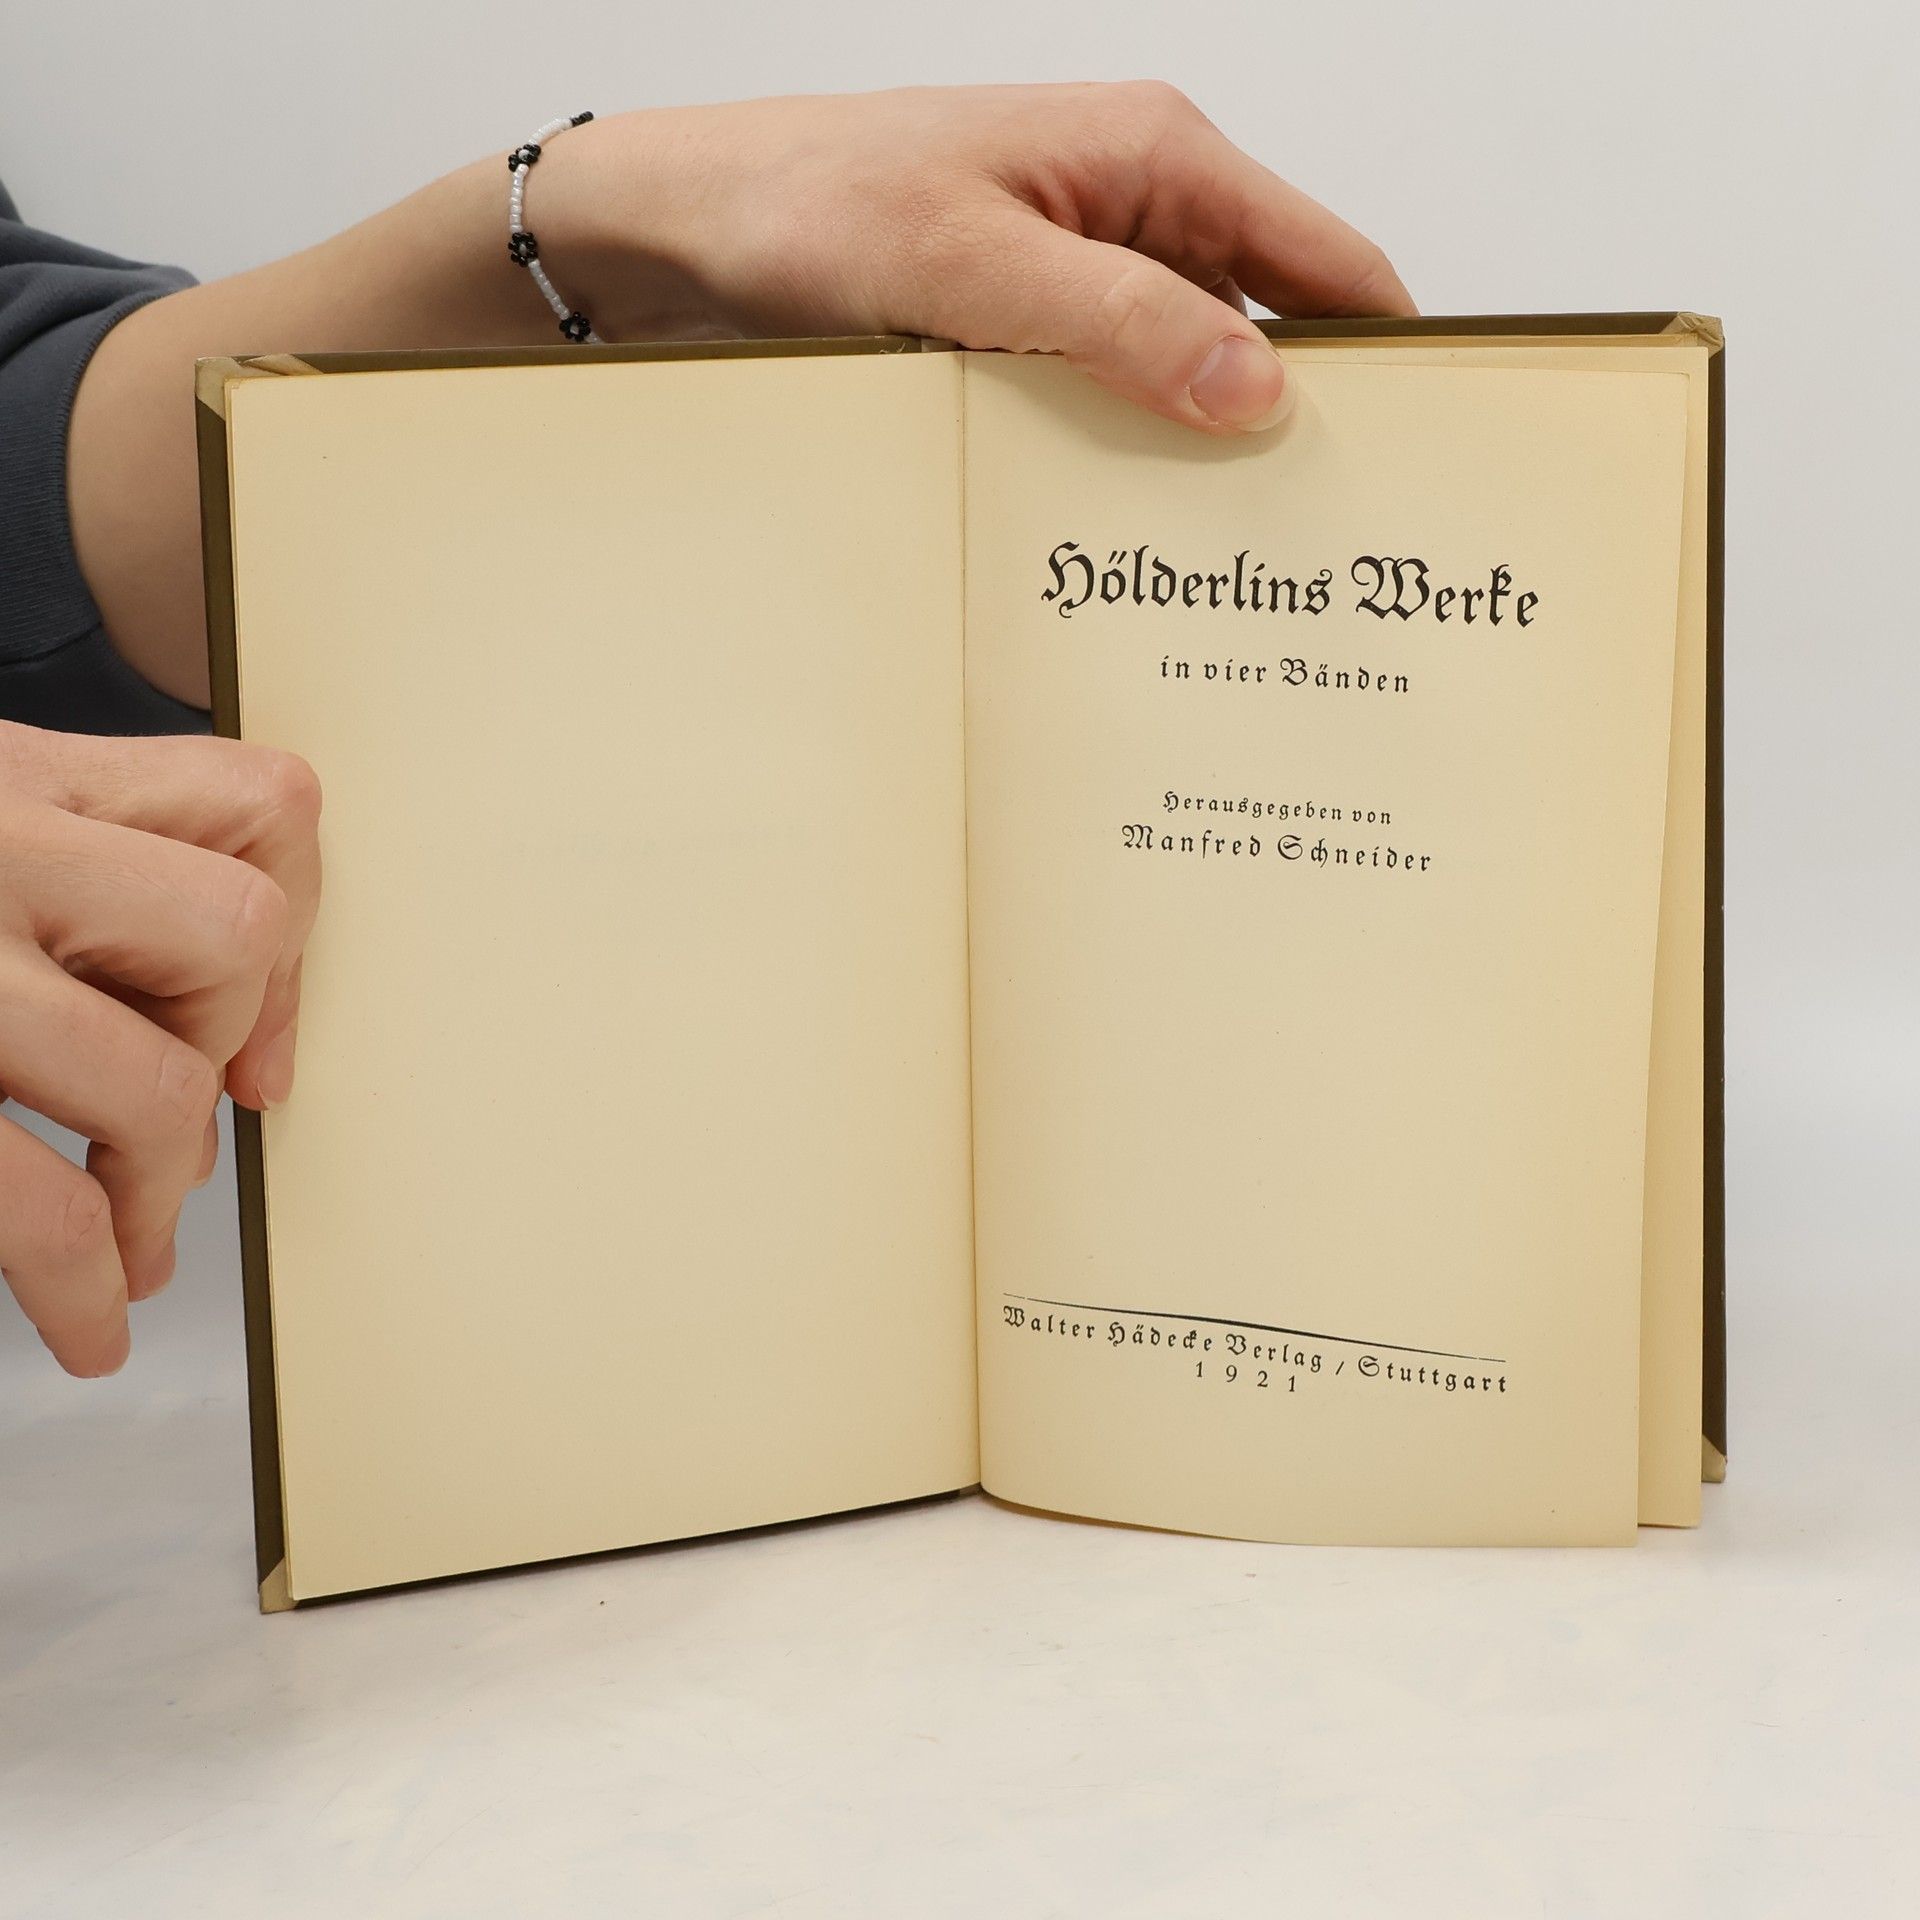 Hölderlins Werke
in vier Bänden
Herausgegeben von
Manfred Schneider
Walter Hädecke Verlag / Stuttgart
1921